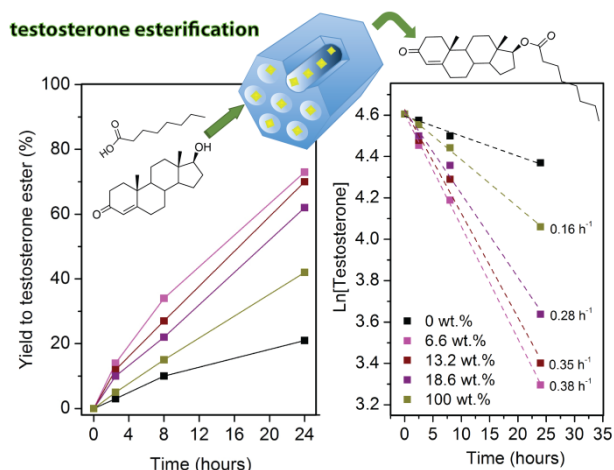 testosterone esterification
O
HO
OH
O
O
O
O
Yield to testosterone ester (%)
100
80
60
40
20
0
0 4 8 12 16 20 24
Time (hours)
Ln[Testosterone]
4.6
4.4
4.2
4.0
3.8
3.6
3.4
3.2
0.16 h⁻¹
0.28 h⁻¹
0.35 h⁻¹
0.38 h⁻¹
0 wt.%
6.6 wt.%
13.2 wt.%
18.6 wt.%
100 wt.%
0 5 10 15 20 25 30 35
Time (hours)